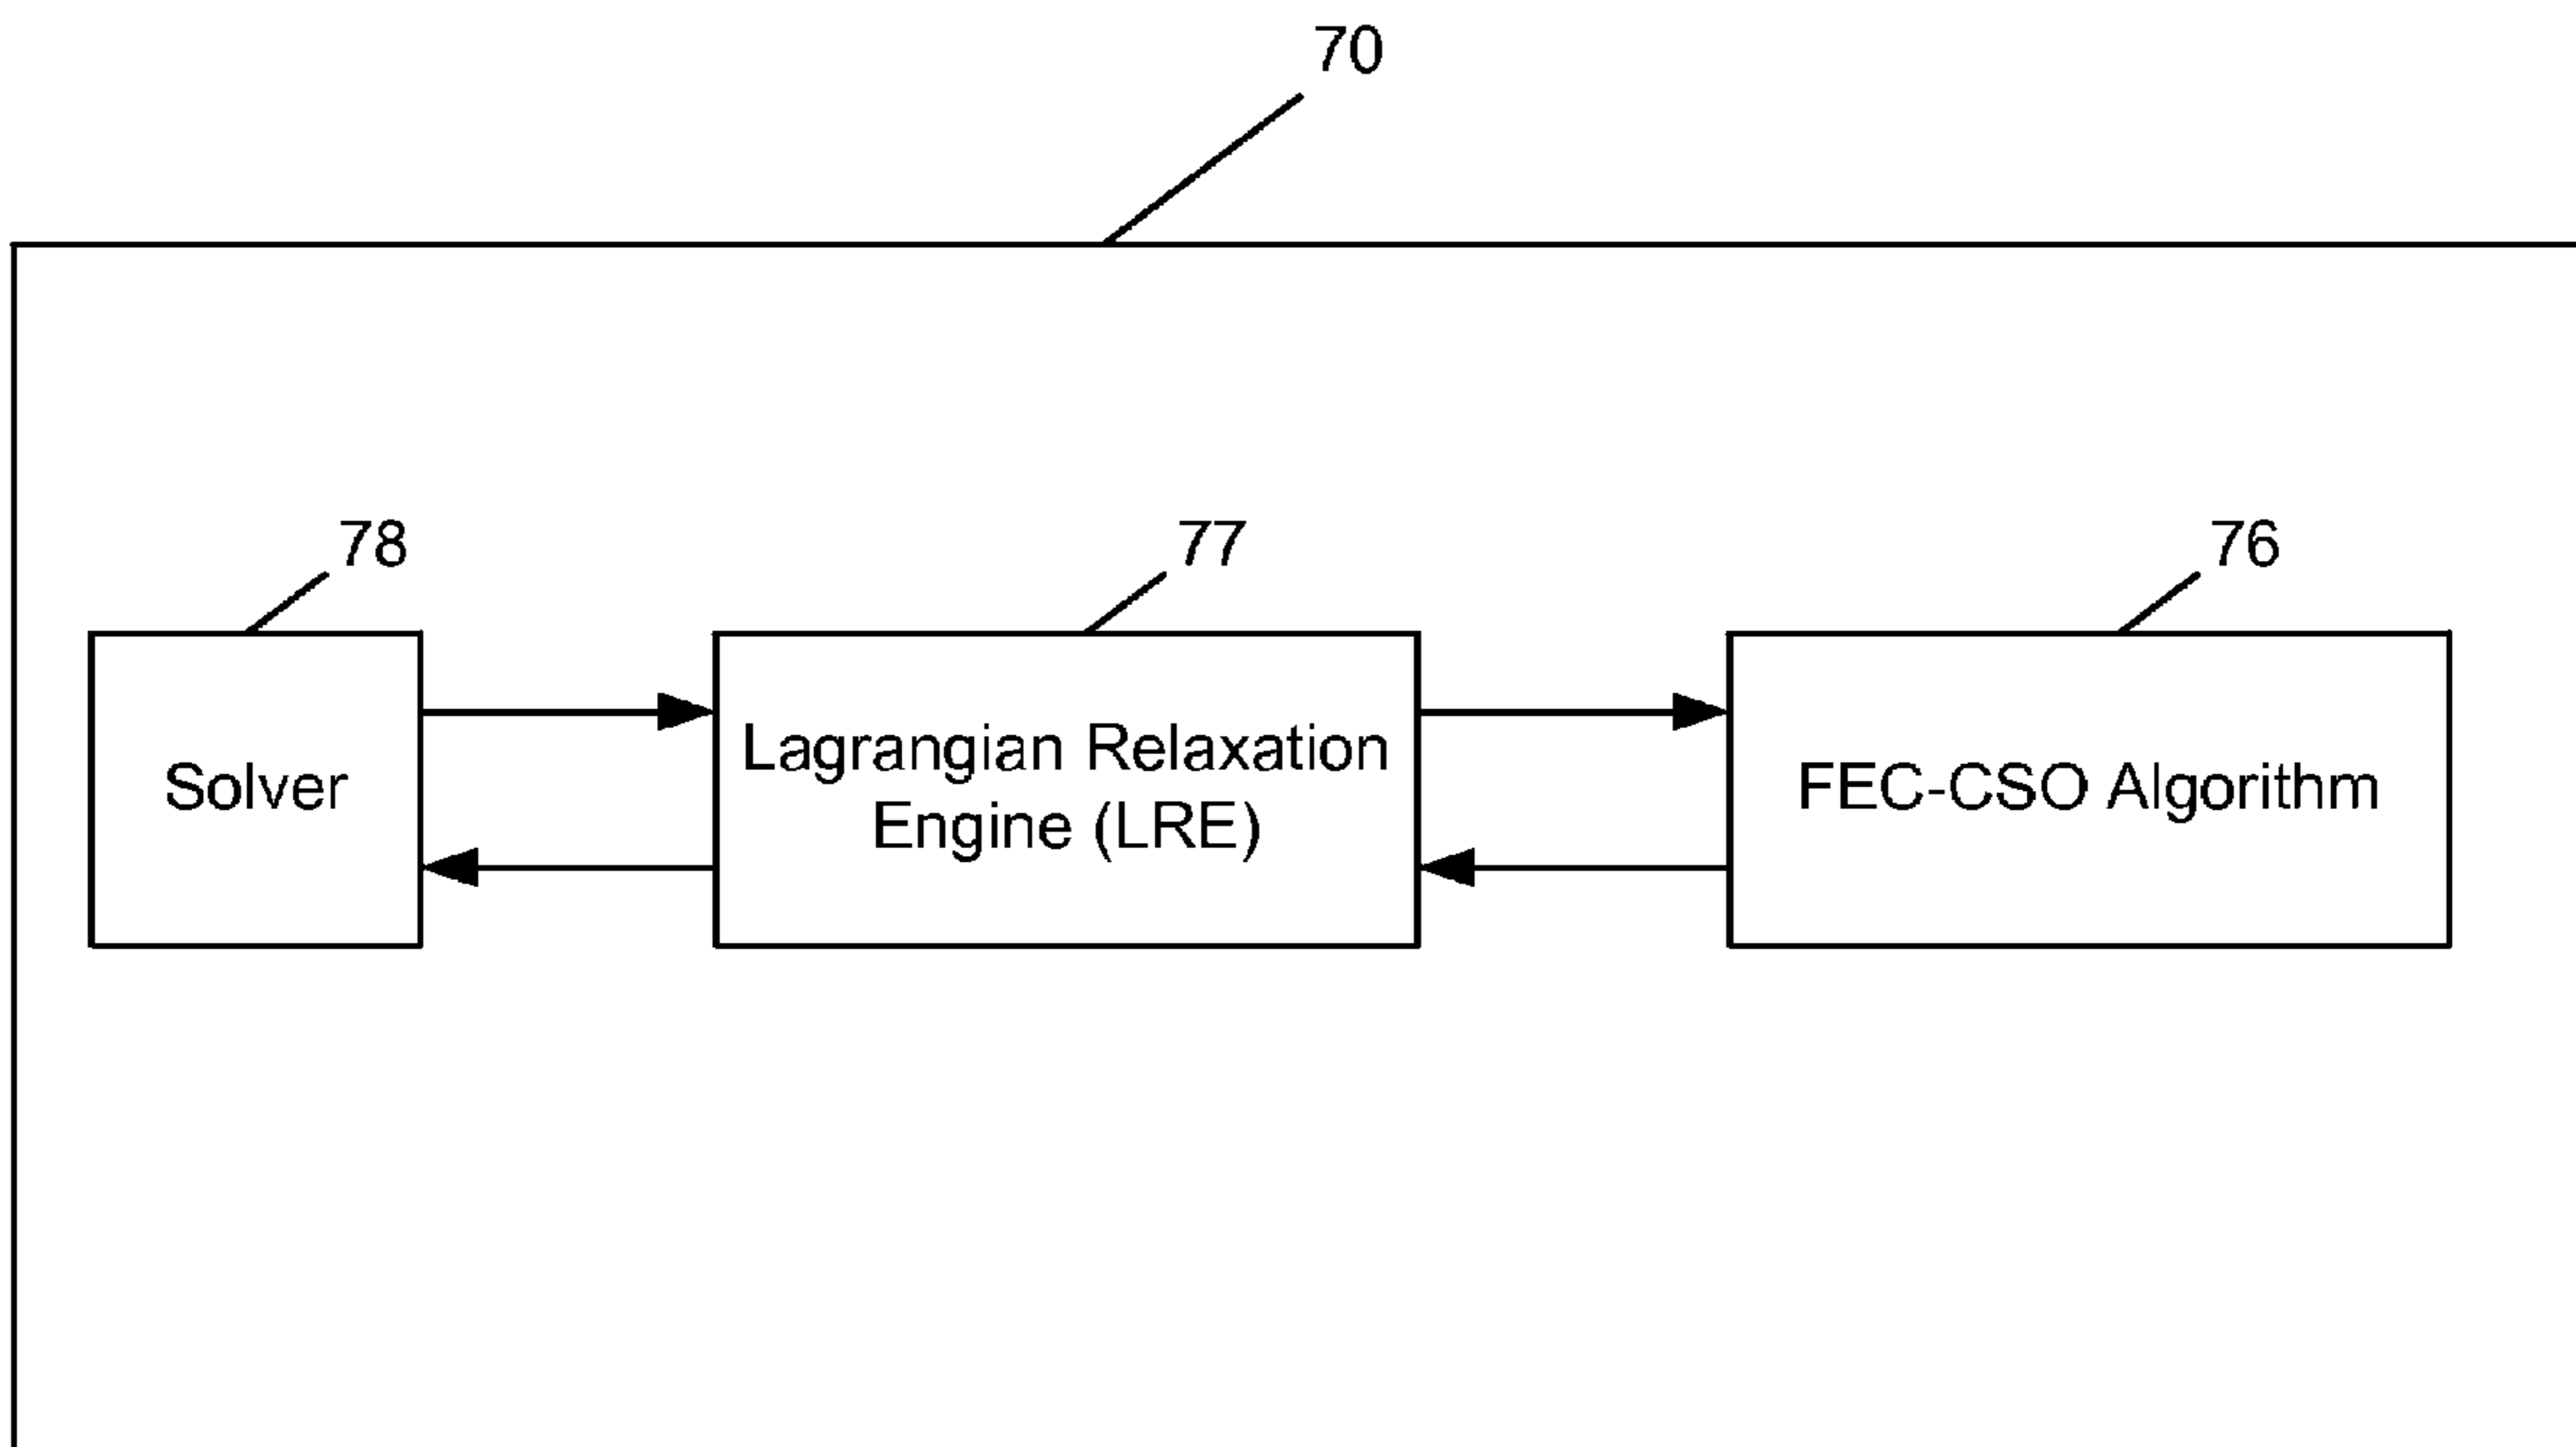 70
78
77
76
Solver
Lagrangian Relaxation
Engine (LRE)
FEC-CSO Algorithm